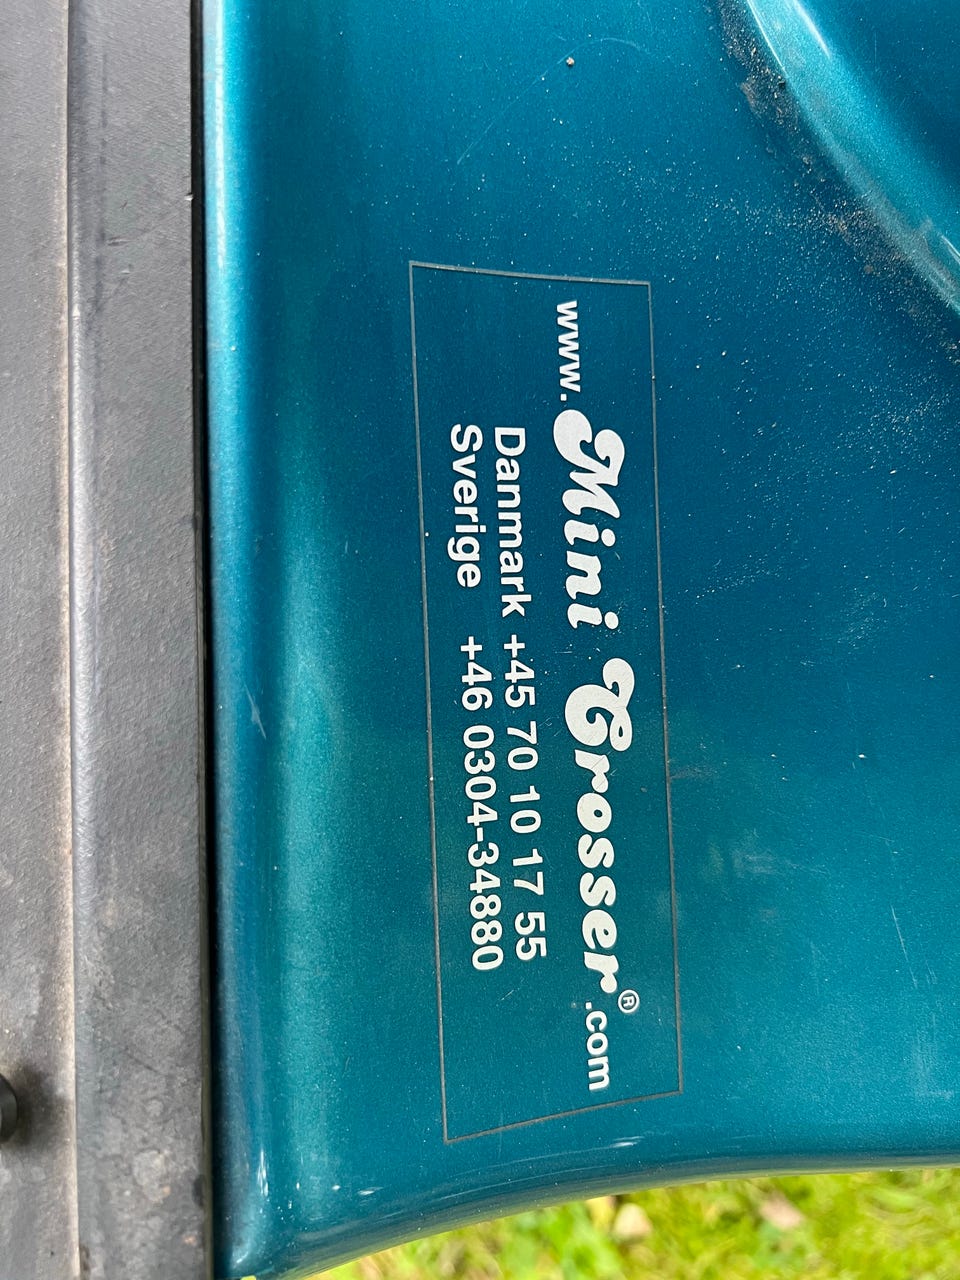 www.Mini Crosser®.com
Danmark +45 70 10 17 55
Sverige +46 0304-34880